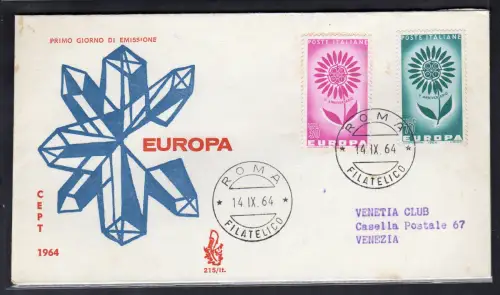 PRIMO GIORNO DI EMISSIONE
EUROPA
CEPT
1964
POSTE ITALIANE
EUROPA
POSTE ITALIANE
EUROPA
ROMA
14 IX. 64
FILATELICO
ROMA
14 IX. 64
FILATELICO
215/It.
VENETIA CLUB
Casella Postale 67
VENEZIA